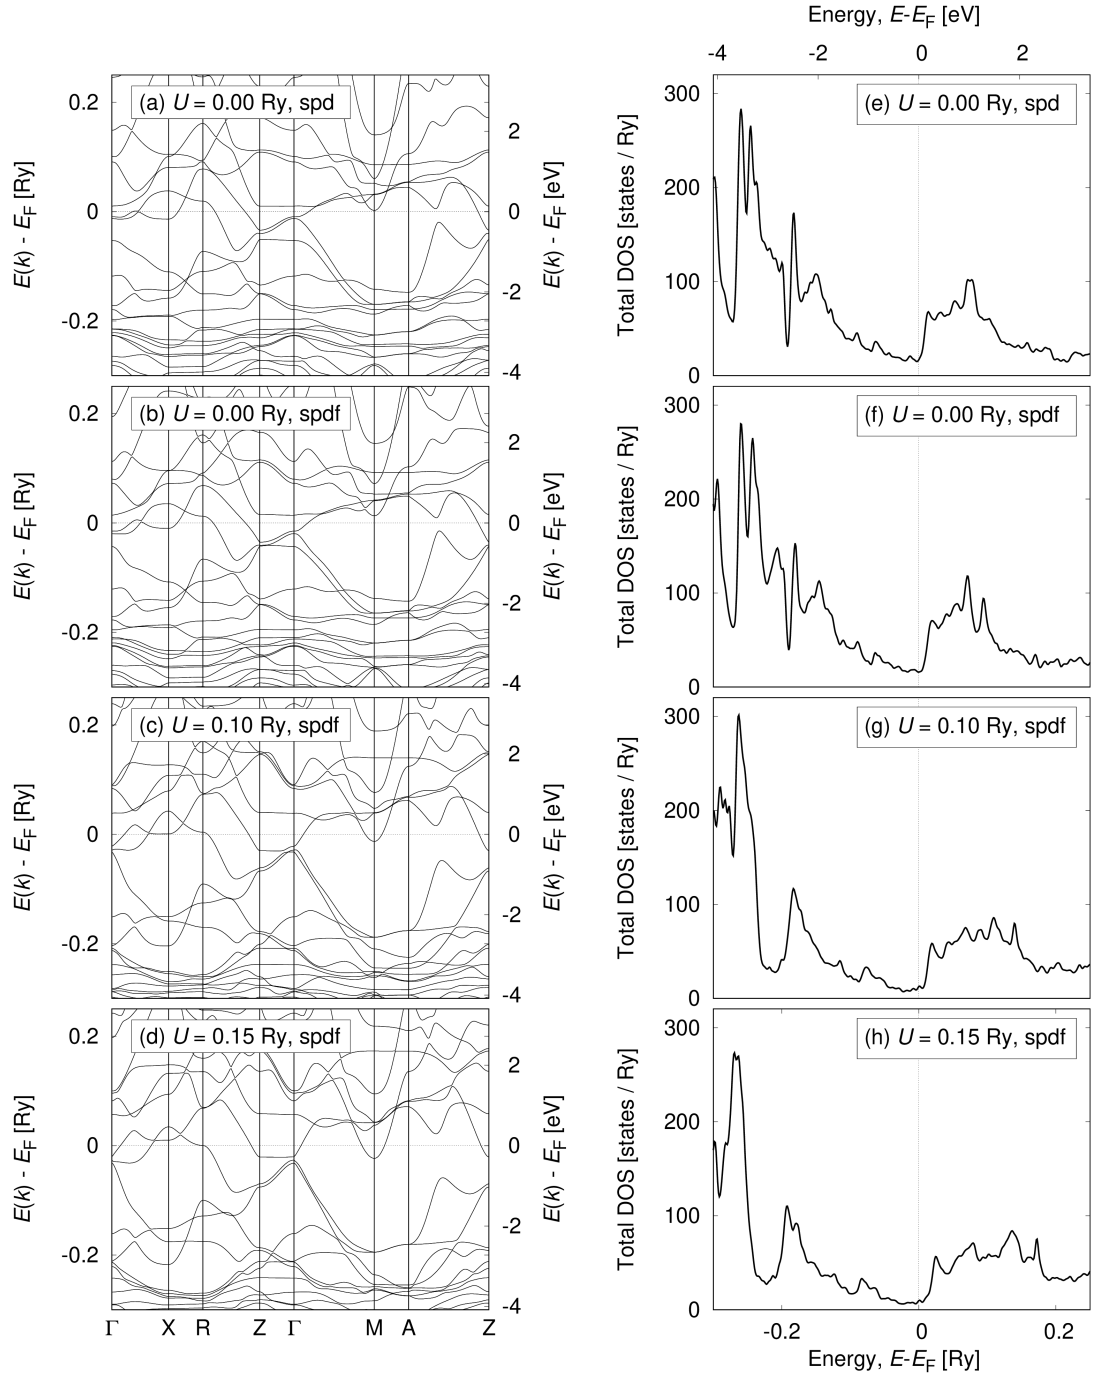 Energy, E-E_F [eV]
-4 -2 0 2
(a) U = 0.00 Ry, spd
0.2
0
-0.2
E(k) - E_F [Ry]
2
0
-2
-4
E(k) - E_F [eV]
(e) U = 0.00 Ry, spd
300
200
100
0
Total DOS [states / Ry]
(b) U = 0.00 Ry, spdf
0.2
0
-0.2
E(k) - E_F [Ry]
2
0
-2
-4
E(k) - E_F [eV]
(f) U = 0.00 Ry, spdf
300
200
100
0
Total DOS [states / Ry]
(c) U = 0.10 Ry, spdf
0.2
0
-0.2
E(k) - E_F [Ry]
2
0
-2
-4
E(k) - E_F [eV]
(g) U = 0.10 Ry, spdf
300
200
100
0
Total DOS [states / Ry]
(d) U = 0.15 Ry, spdf
0.2
0
-0.2
E(k) - E_F [Ry]
2
0
-2
-4
E(k) - E_F [eV]
Γ X R Z Γ M A Z
(h) U = 0.15 Ry, spdf
300
200
100
0
Total DOS [states / Ry]
-0.2 0 0.2
Energy, E-E_F [Ry]